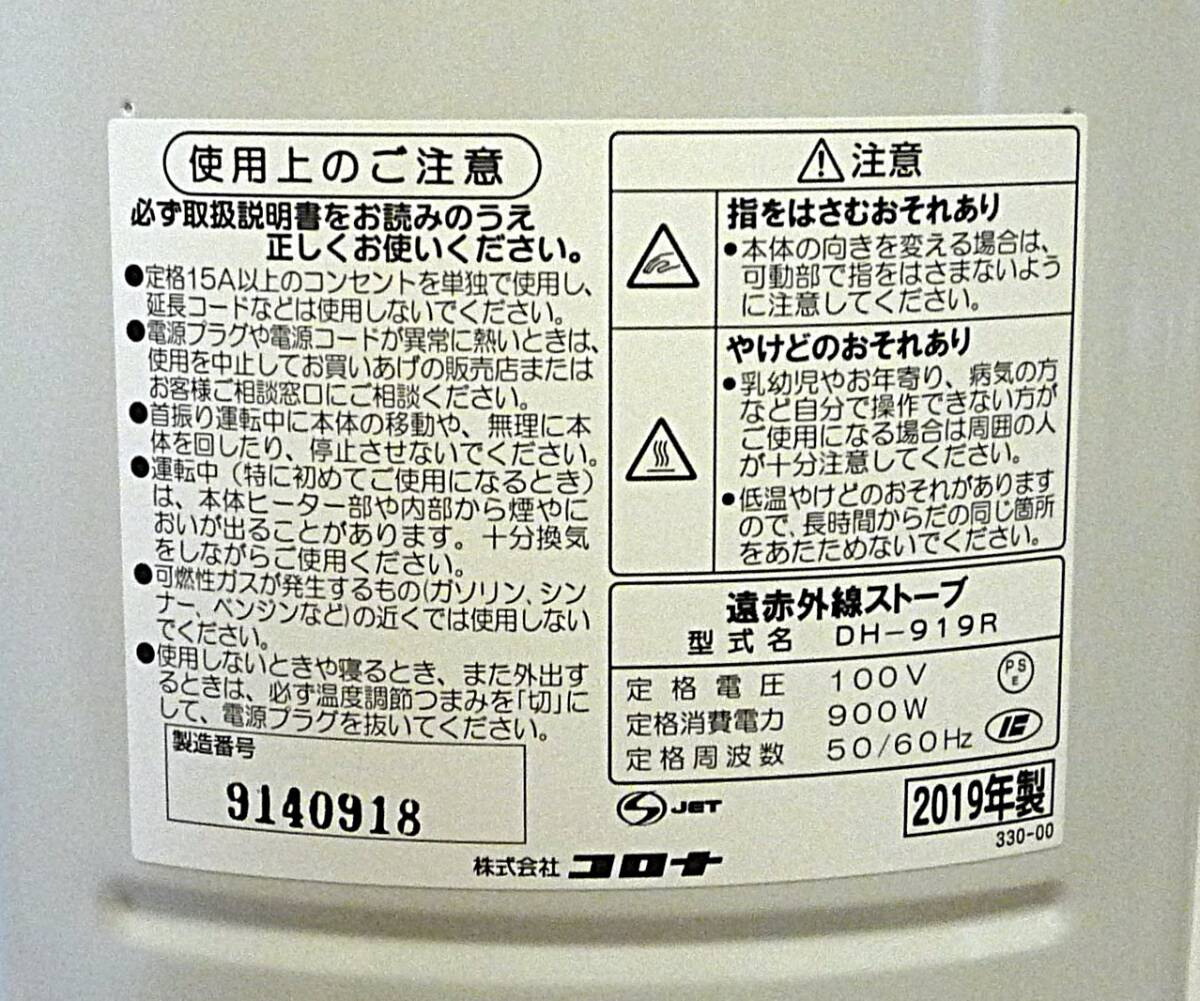 使用上のご注意
必ず取扱説明書をお読みのうえ
正しくお使いください。
●定格15A以上のコンセントを単独で使用し、
延長コードなどは使用しないでください。
●電源プラグや電源コードが異常に熱いときは、
使用を中止してお買いあげの販売店または
お客様ご相談窓口にご相談ください。
●首振り運転中に本体の移動や、無理に本
体を回したり、停止させないでください。
●運転中（特に初めてご使用になるとき）
は、本体ヒーター部や内部から煙やに
おいが出ることがあります。十分換気
をしながらご使用ください。
●可燃性ガスが発生するもの(ガソリン、シン
ナー、ベンジンなど)の近くでは使用しない
でください。
●使用しないときや寝るとき、また外出す
るときは、必ず温度調節つまみを「切」に
して、電源プラグを抜いてください。
製造番号
9140918
注意
指をはさむおそれあり
●本体の向きを変える場合は、
可動部で指をはさまないよう
に注意してください。
やけどのおそれあり
●乳幼児やお年寄り、病気の方
など自分で操作できない方が
ご使用になる場合は周囲の人
が十分注意してください。
●低温やけどのおそれがあります
ので、長時間からだの同じ箇所
をあたためないでください。
遠赤外線ストーブ
型式名 DH-919R
定格電圧 100V
定格消費電力 900W
定格周波数 50/60Hz
PS
E
JET
2019年製
330-00
株式会社 コロナ